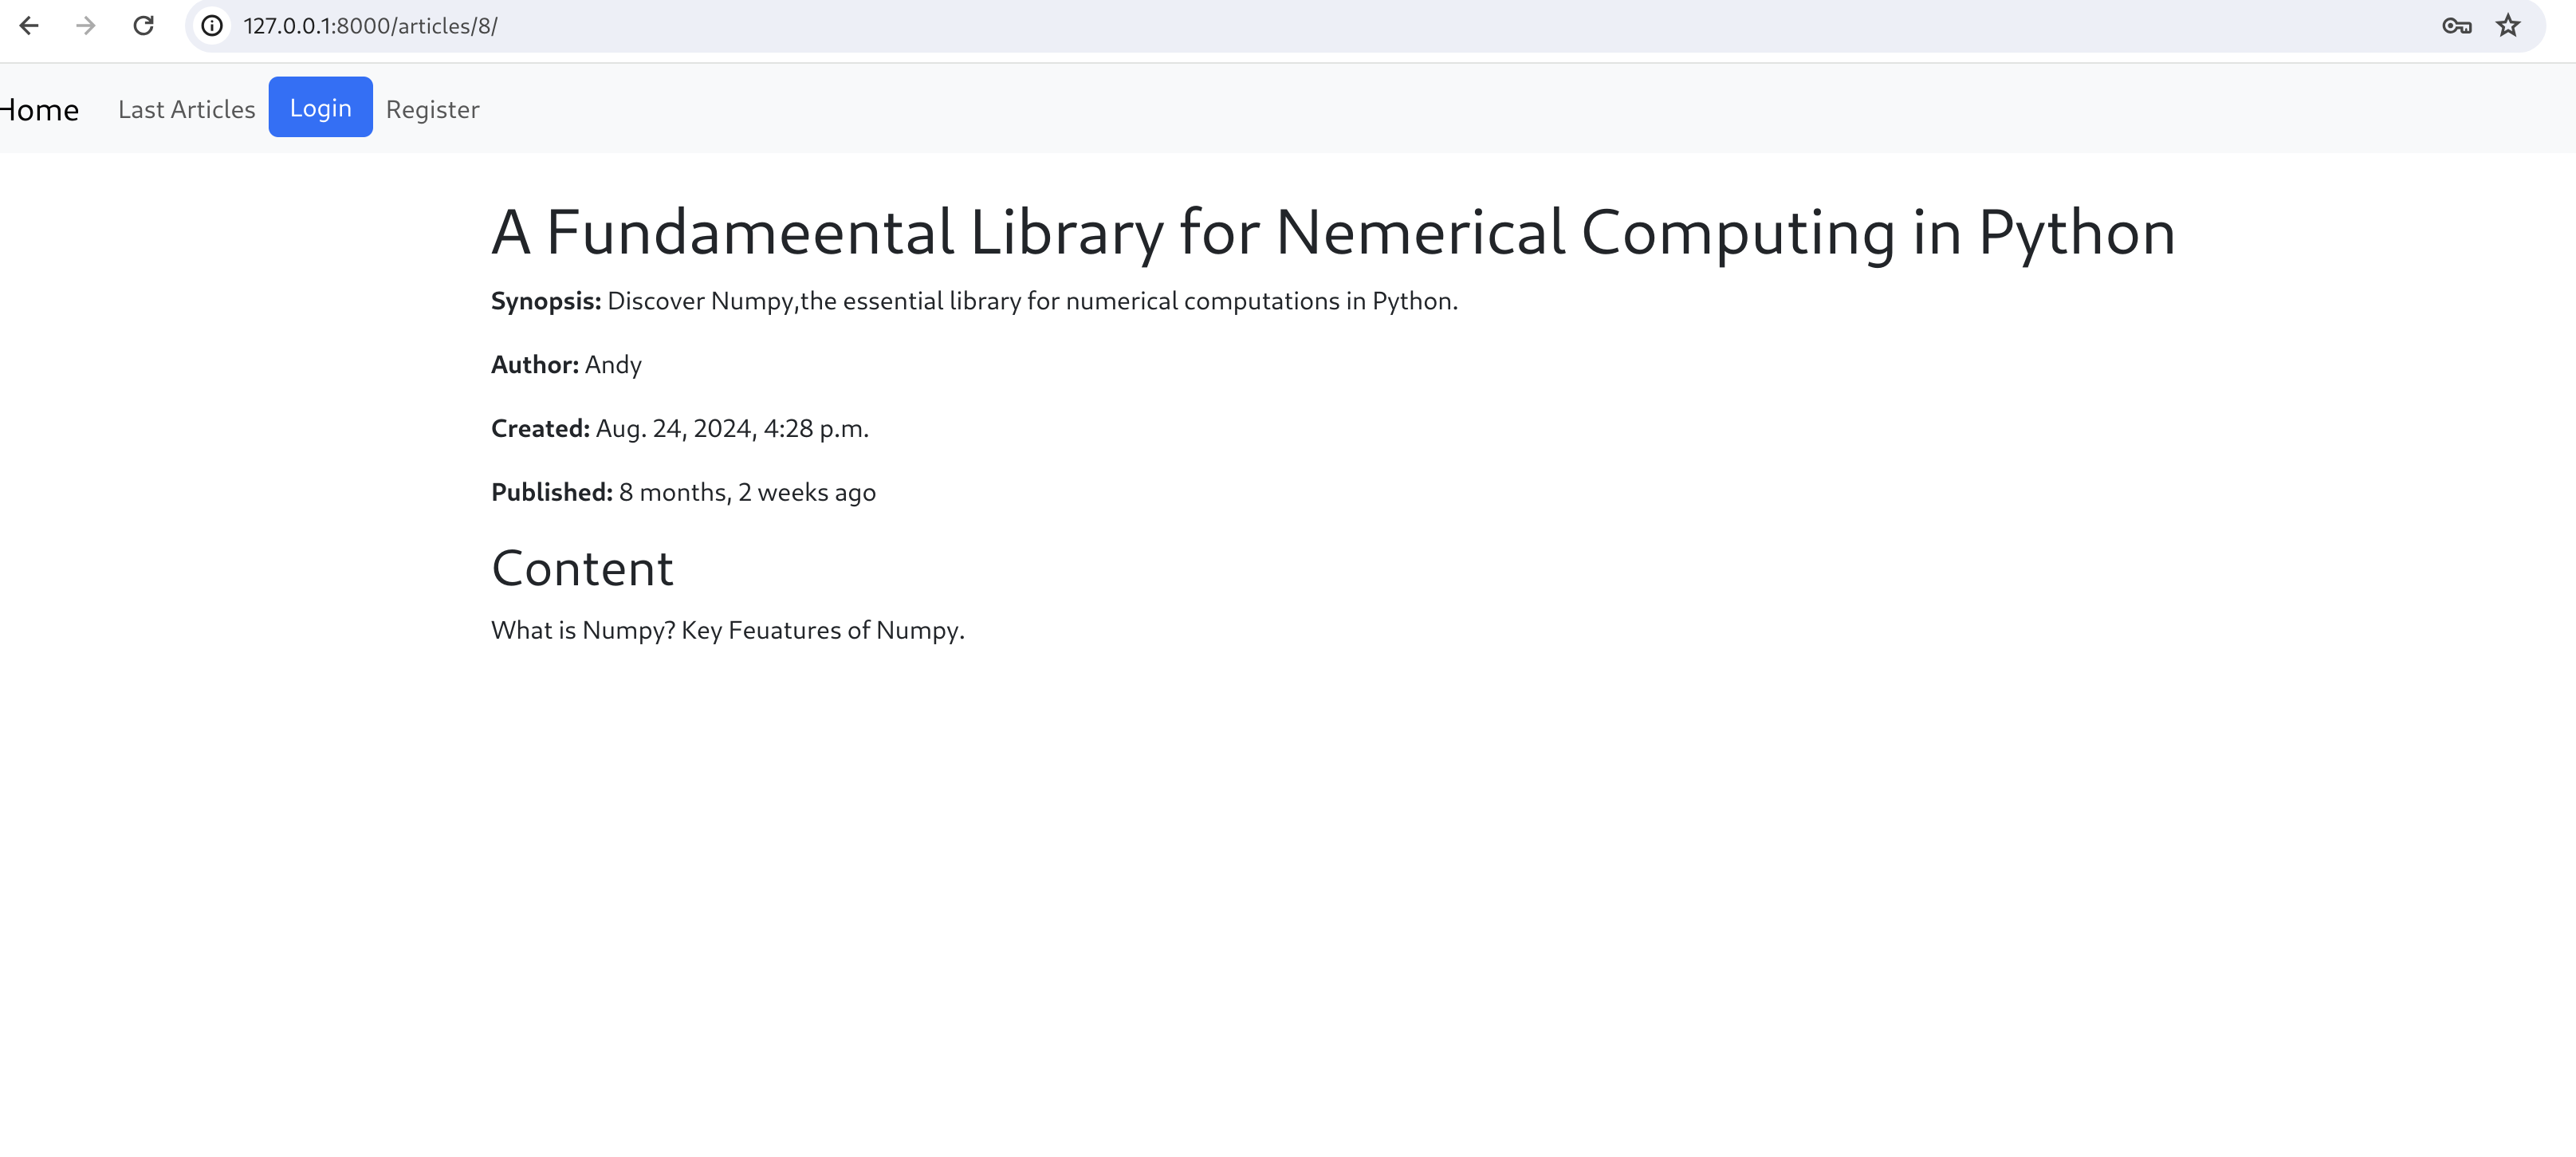 127.0.0.1:8000/articles/8/
Home Last Articles Login Register
A Fundameental Library for Nemerical Computing in Python
Synopsis: Discover Numpy,the essential library for numerical computations in Python.
Author: Andy
Created: Aug. 24, 2024, 4:28 p.m.
Published: 8 months, 2 weeks ago
Content
What is Numpy? Key Feuatures of Numpy.